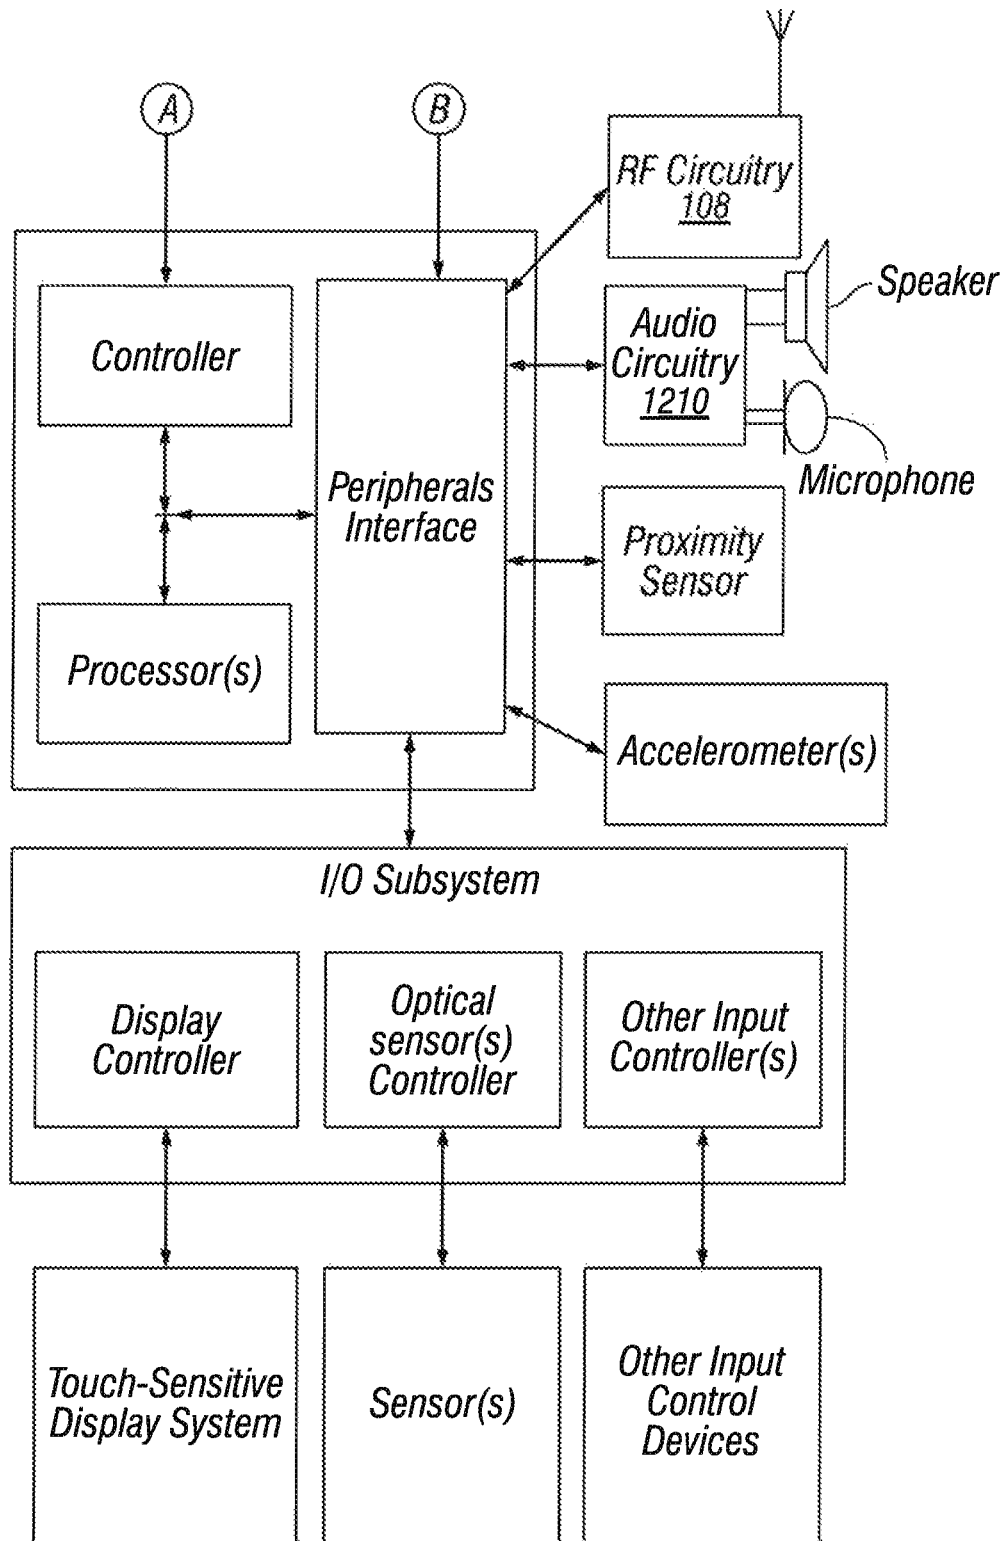 A
B
RF Circuitry
108
Speaker
Controller
Audio
Circuitry
1210
Microphone
Peripherals
Interface
Proximity
Sensor
Processor(s)
Accelerometer(s)
I/O Subsystem
Display
Controller
Optical
sensor(s)
Controller
Other Input
Controller(s)
Touch-Sensitive
Display System
Sensor(s)
Other Input
Control
Devices